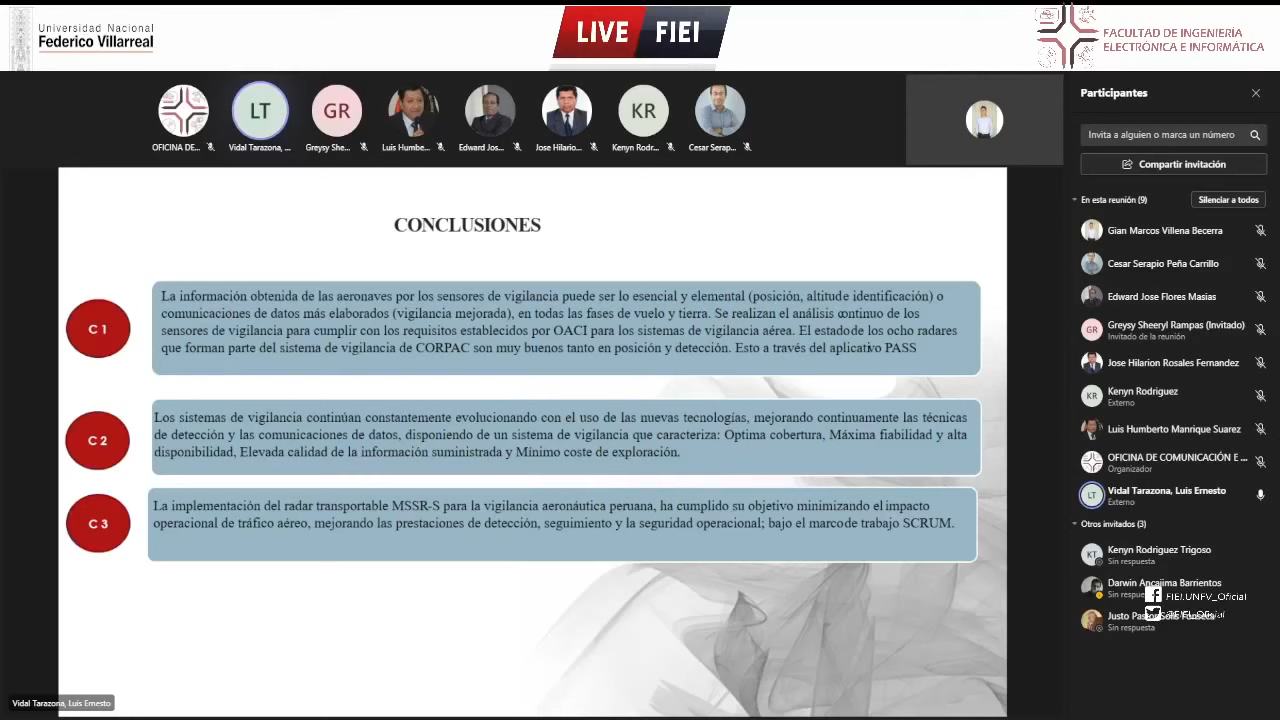 Universidad Nacional
Federico Villarreal
LIVE FIEI
FACULTAD DE INGENIERÍA
ELECTRÓNICA E INFORMÁTICA
LT
GR
KR
OFICINA DE...
Vidal Tarazona, ...
Greysy She...
Luis Humbe...
Edward Jos...
Jose Hilario...
Kenyn Rodr...
Cesar Serap...
CONCLUSIONES
C 1
La información obtenida de las aeronaves por los sensores de vigilancia puede ser lo esencial y elemental (posición, altitud e identificación) o
comunicaciones de datos más elaborados (vigilancia mejorada), en todas las fases de vuelo y tierra. Se realizan el análisis continuo de los
sensores de vigilancia para cumplir con los requisitos establecidos por OACI para los sistemas de vigilancia aérea. El estado de los ocho radares
que forman parte del sistema de vigilancia de CORPAC son muy buenos tanto en posición y detección. Esto a través del aplicativo PASS
C 2
Los sistemas de vigilancia continúan constantemente evolucionando con el uso de las nuevas tecnologías, mejorando continuamente las técnicas
de detección y las comunicaciones de datos, disponiendo de un sistema de vigilancia que caracteriza: Optima cobertura, Máxima fiabilidad y alta
disponibilidad, Elevada calidad de la información suministrada y Mínimo coste de exploración.
C 3
La implementación del radar transportable MSSR-S para la vigilancia aeronáutica peruana, ha cumplido su objetivo minimizando el impacto
operacional de tráfico aéreo, mejorando las prestaciones de detección, seguimiento y la seguridad operacional; bajo el marco de trabajo SCRUM.
Vidal Tarazona, Luis Ernesto
Participantes
Invita a alguien o marca un número
Compartir invitación
En esta reunión (9)
Silenciar a todos
Gian Marcos Villena Becerra
Cesar Serapio Peña Carrillo
Edward Jose Flores Masias
GR
Greysy Sheeryl Rampas (Invitado)
Invitado de la reunión
Jose Hilarion Rosales Fernandez
KR
Kenyn Rodriguez
Externo
Luis Humberto Manrique Suarez
OFICINA DE COMUNICACIÓN E ...
Organizador
LT
Vidal Tarazona, Luis Ernesto
Externo
Otros invitados (3)
KT
Kenyn Rodriguez Trigoso
Sin respuesta
Darwin Ancajima Barrientos
Sin respue
FIEI.UNFV_Oficial
Justo Pastor Solis Fonseca
Sin respuesta